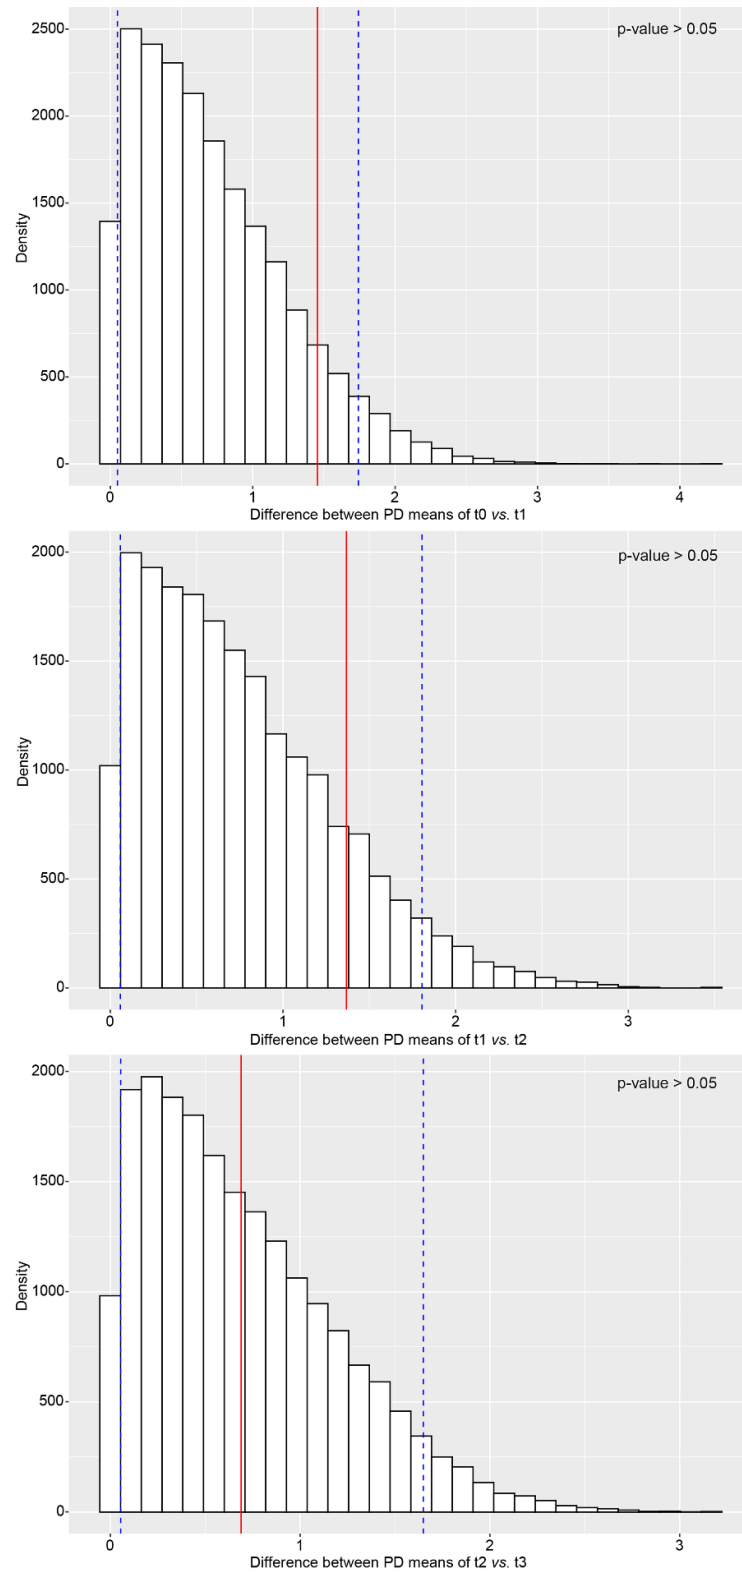 p-value > 0.05
2500
2000
1500
1000
500
0
Density
0 1 2 3 4
Difference between PD means of t0 vs. t1
p-value > 0.05
2000
1500
1000
500
0
Density
0 1 2 3
Difference between PD means of t1 vs. t2
p-value > 0.05
2000
1500
1000
500
0
Density
0 1 2 3
Difference between PD means of t2 vs. t3